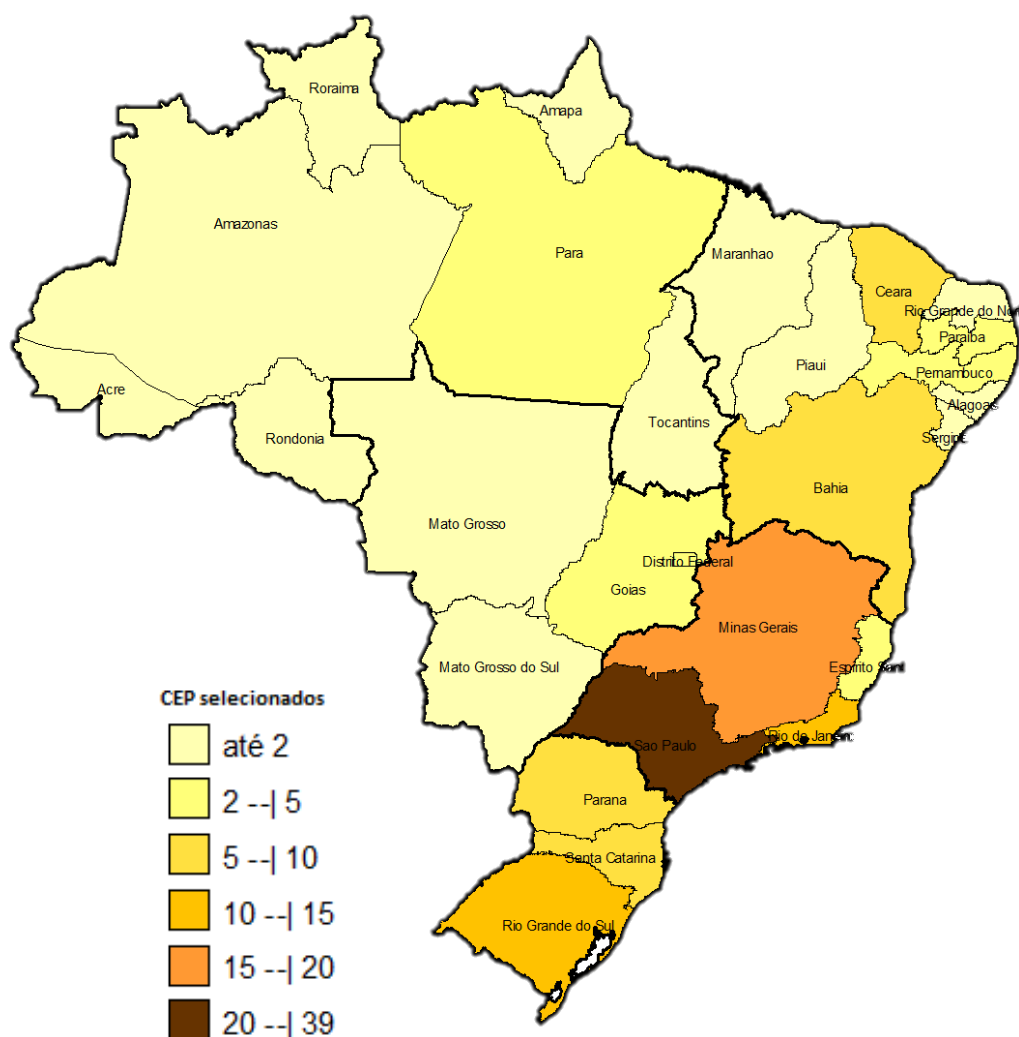 Roraima
Amapa
Amazonas
Para
Maranhao
Ceara
Rio Grande do Nort
Paraiba
Piaui
Pernambuco
Acre
Alagoas
Tocantins
Rondonia
Sergipe
Bahia
Mato Grosso
Distrito Federal
Goias
Minas Gerais
Mato Grosso do Sul
Espirito Sant
CEP selecionados
até 2
2 --| 5
5 --| 10
10 --| 15
15 --| 20
20 --| 39
Rio de Janeirc
Sao Paulo
Parana
Santa Catarina
Rio Grande do Sul